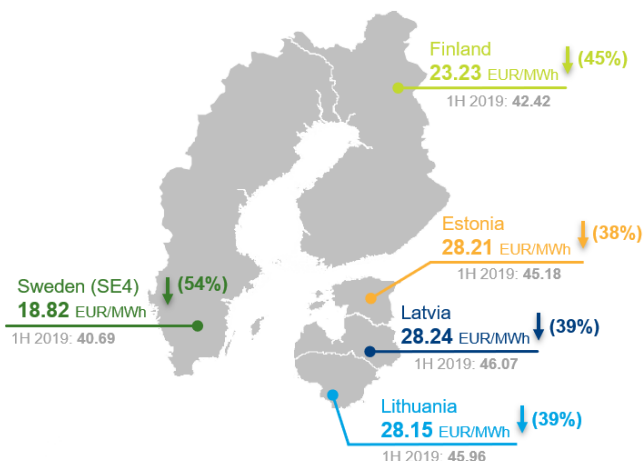 Finland
23.23 EUR/MWh (45%)
1H 2019: 42.42
Estonia
28.21 EUR/MWh (38%)
1H 2019: 45.18
Sweden (SE4) (54%)
18.82 EUR/MWh
1H 2019: 40.69
Latvia
28.24 EUR/MWh (39%)
1H 2019: 46.07
Lithuania
28.15 EUR/MWh (39%)
1H 2019: 45.96